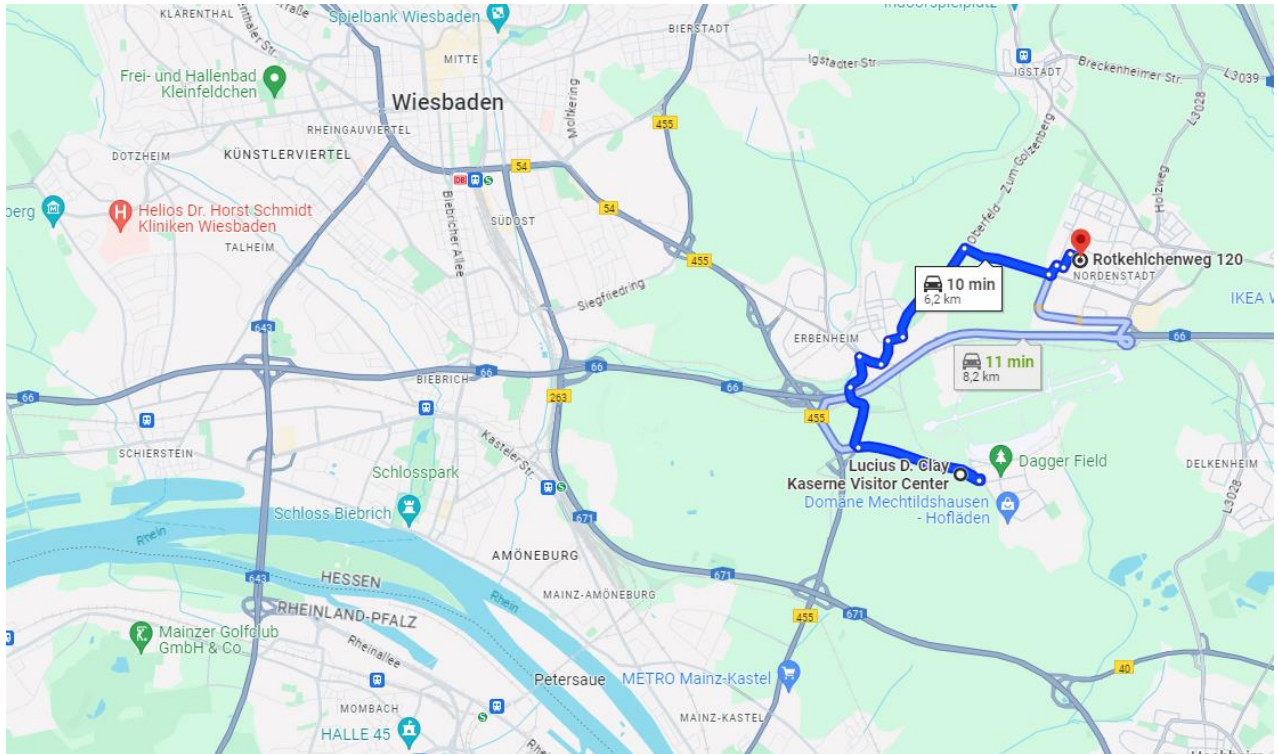 KLARENTHAL
Spielbank Wiesbaden
Indoorspielplatz
BIERSTADT
MITTE
Igstadter Str.
IGSTADT
Breckenheimer Str.
L3039
Frei- und Hallenbad
Kleinfeldchen
Wiesbaden
Moltkering
L3028
455
RHEINGAUVIERTEL
DOTZHEIM
KÜNSTLERVIERTEL
54
DB
S
Zum Golzenberg
Holzweg
berg
H
Helios Dr. Horst Schmidt
Kliniken Wiesbaden
Biebricher Allee
SÜDOST
54
Oberfeld
TALHEIM
455
Rotkehlchenweg 120
NORDENSTADT
10 min
6,2 km
Siegfriedring
IKEA W
643
ERBENHEIM
66
11 min
8,2 km
66
BIEBRICH
66
66
66
263
455
Kasteler Str.
SCHIERSTEIN
Schlosspark
Lucius D. Clay
Kaserne Visitor Center
Dagger Field
DELKENHEIM
S
Domäne Mechtildshausen
- Hofläden
L3028
Schloss Biebrich
671
Rhein
AMÖNEBURG
643
HESSEN
RHEINLAND-PFALZ
Rhein
MAINZ-AMÖNEBURG
671
455
671
Mainzer Golfclub
GmbH & Co.
Rheinallee
Petersaue
METRO Mainz-Kastel
40
MOMBACH
S
MAINZ-KASTEL
HALLE 45